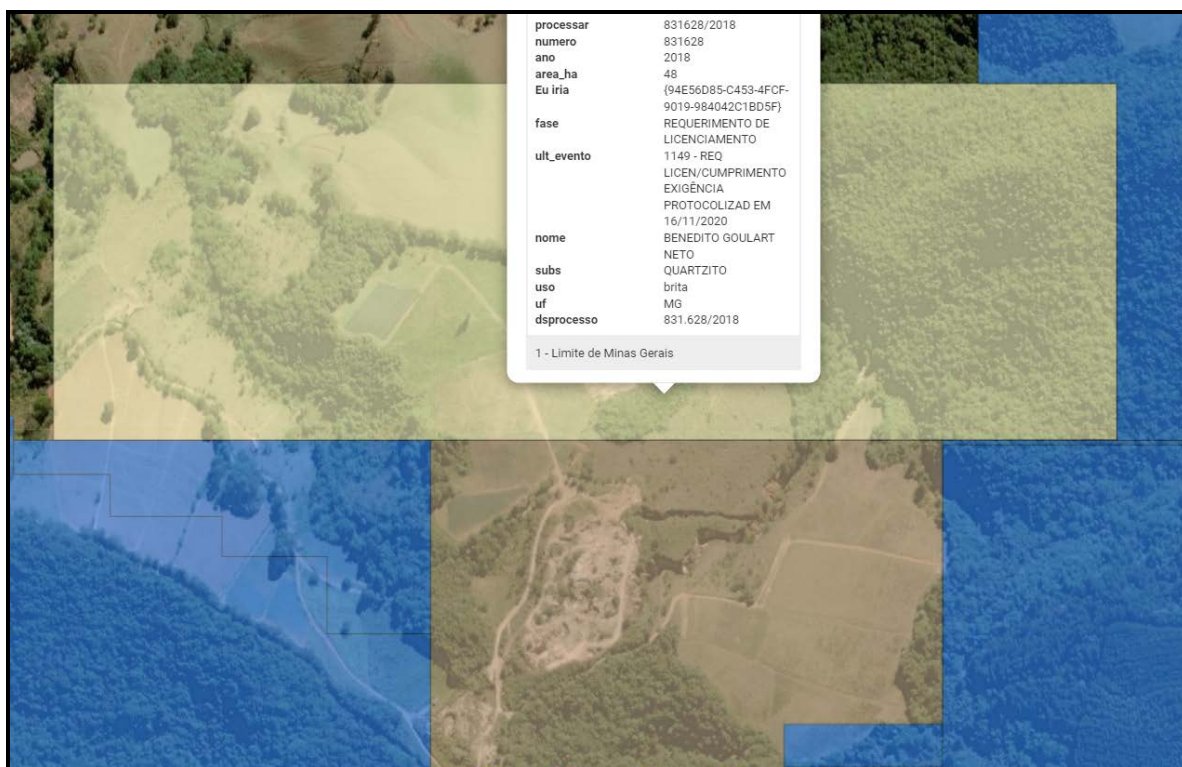 processar 831628/2018
numero 831628
ano 2018
area_ha 48
Eu iria {94E56D85-C453-4FCF-
9019-984042C1BD5F}
fase REQUERIMENTO DE
LICENCIAMENTO
ult_evento 1149 - REQ
LICEN/CUMPRIMENTO
EXIGÊNCIA
PROTOCOLIZAD EM
16/11/2020
nome BENEDITO GOULART
NETO
subs QUARTZITO
uso brita
uf MG
dsprocesso 831.628/2018
1 - Limite de Minas Gerais